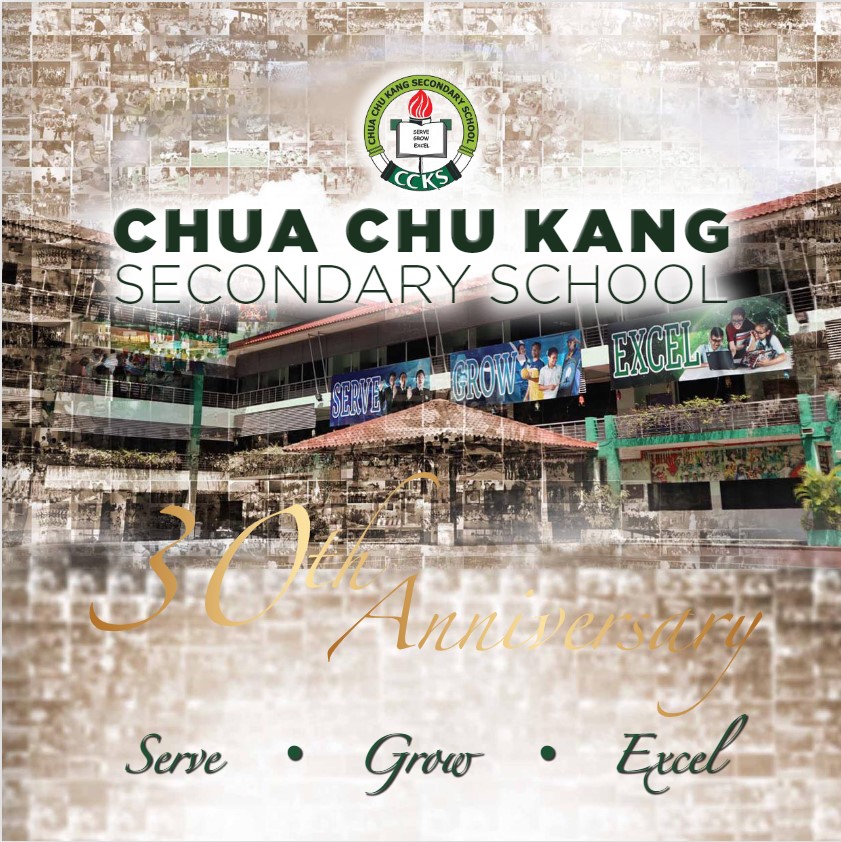 CHUA CHU KANG SECONDARY SCHOOL
SERVE
GROW
EXCEL
CCKS
CHUA CHU KANG
SECONDARY SCHOOL
SERVE
GROW
EXCEL
30th
Anniversary
Serve • Grow • Excel